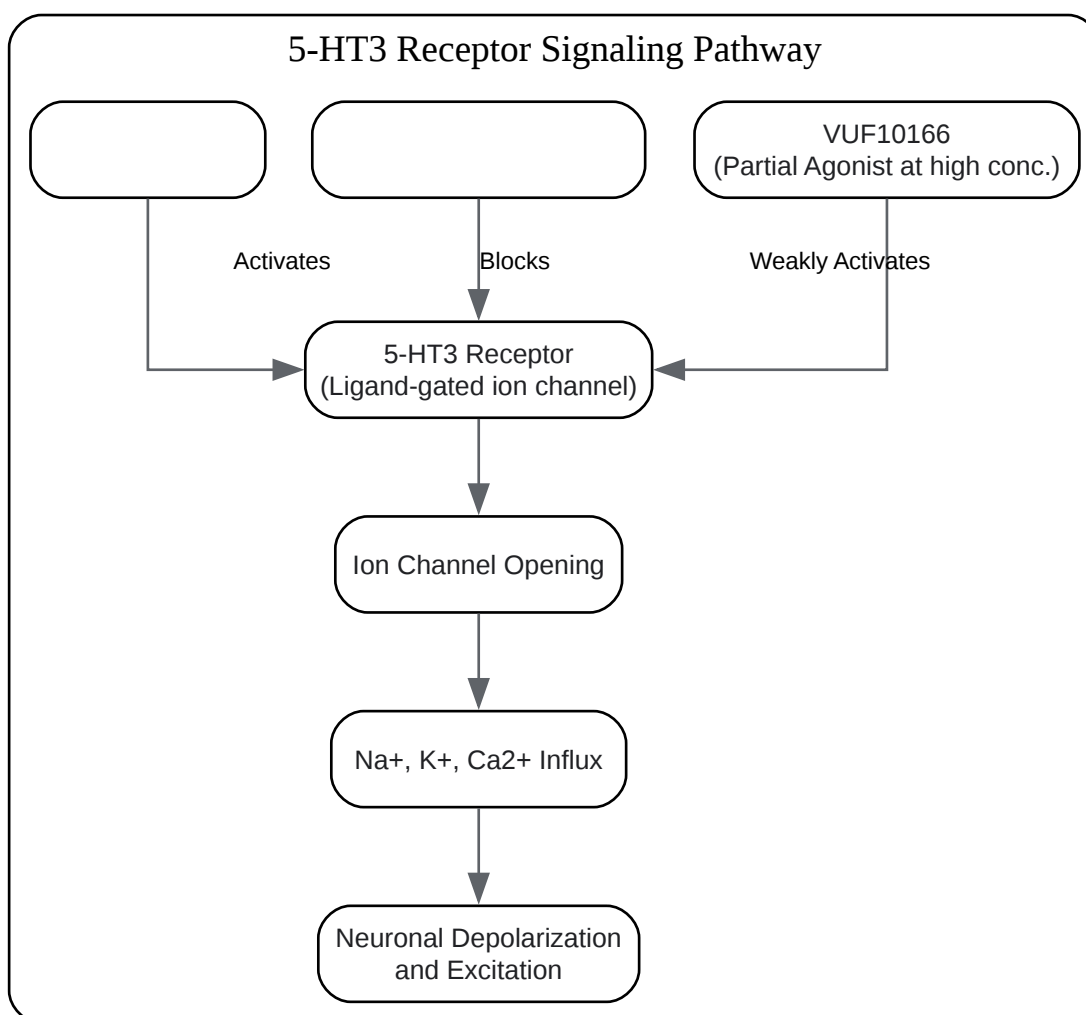 5-HT3 Receptor Signaling Pathway
VUF10166
(Partial Agonist at high conc.)
Activates
Blocks
Weakly Activates
5-HT3 Receptor
(Ligand-gated ion channel)
Ion Channel Opening
Na+, K+, Ca2+ Influx
Neuronal Depolarization
and Excitation